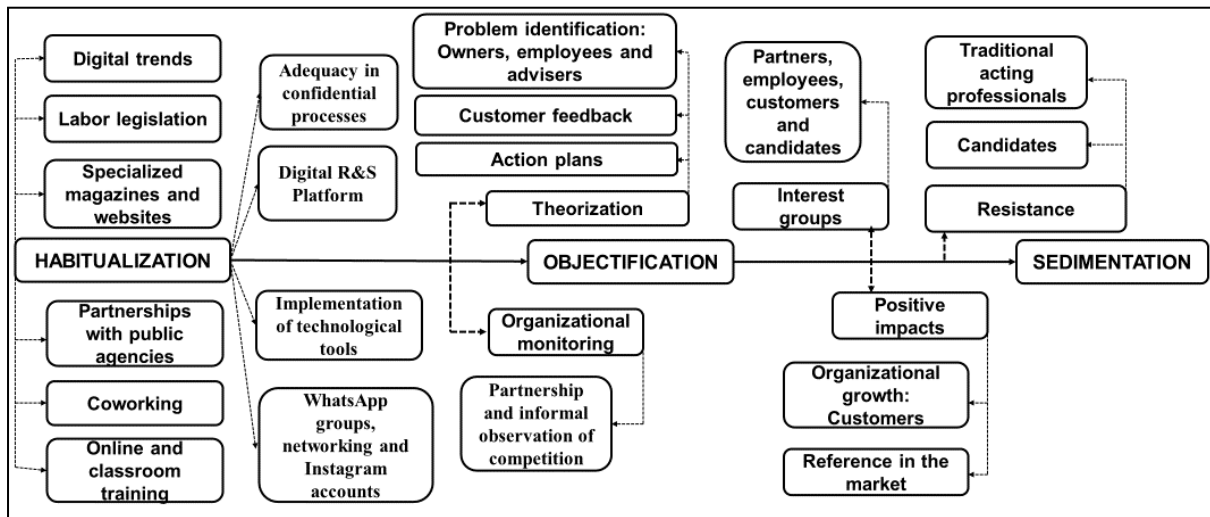 Digital trends
Labor legislation
Specialized
magazines and
websites
HABITUALIZATION
Partnerships
with public
agencies
Coworking
Online and
classroom
training
Adequacy in
confidential
processes
Digital R&S
Platform
Implementation
of technological
tools
WhatsApp
groups,
networking and
Instagram
accounts
Problem identification:
Owners, employees and
advisers
Customer feedback
Action plans
Theorization
OBJECTIFICATION
Organizational
monitoring
Partnership
and informal
observation of
competition
Partners,
employees,
customers
and
candidates
Interest
groups
Positive
impacts
Organizational
growth:
Customers
Reference in the
market
Traditional
acting
professionals
Candidates
Resistance
SEDIMENTATION